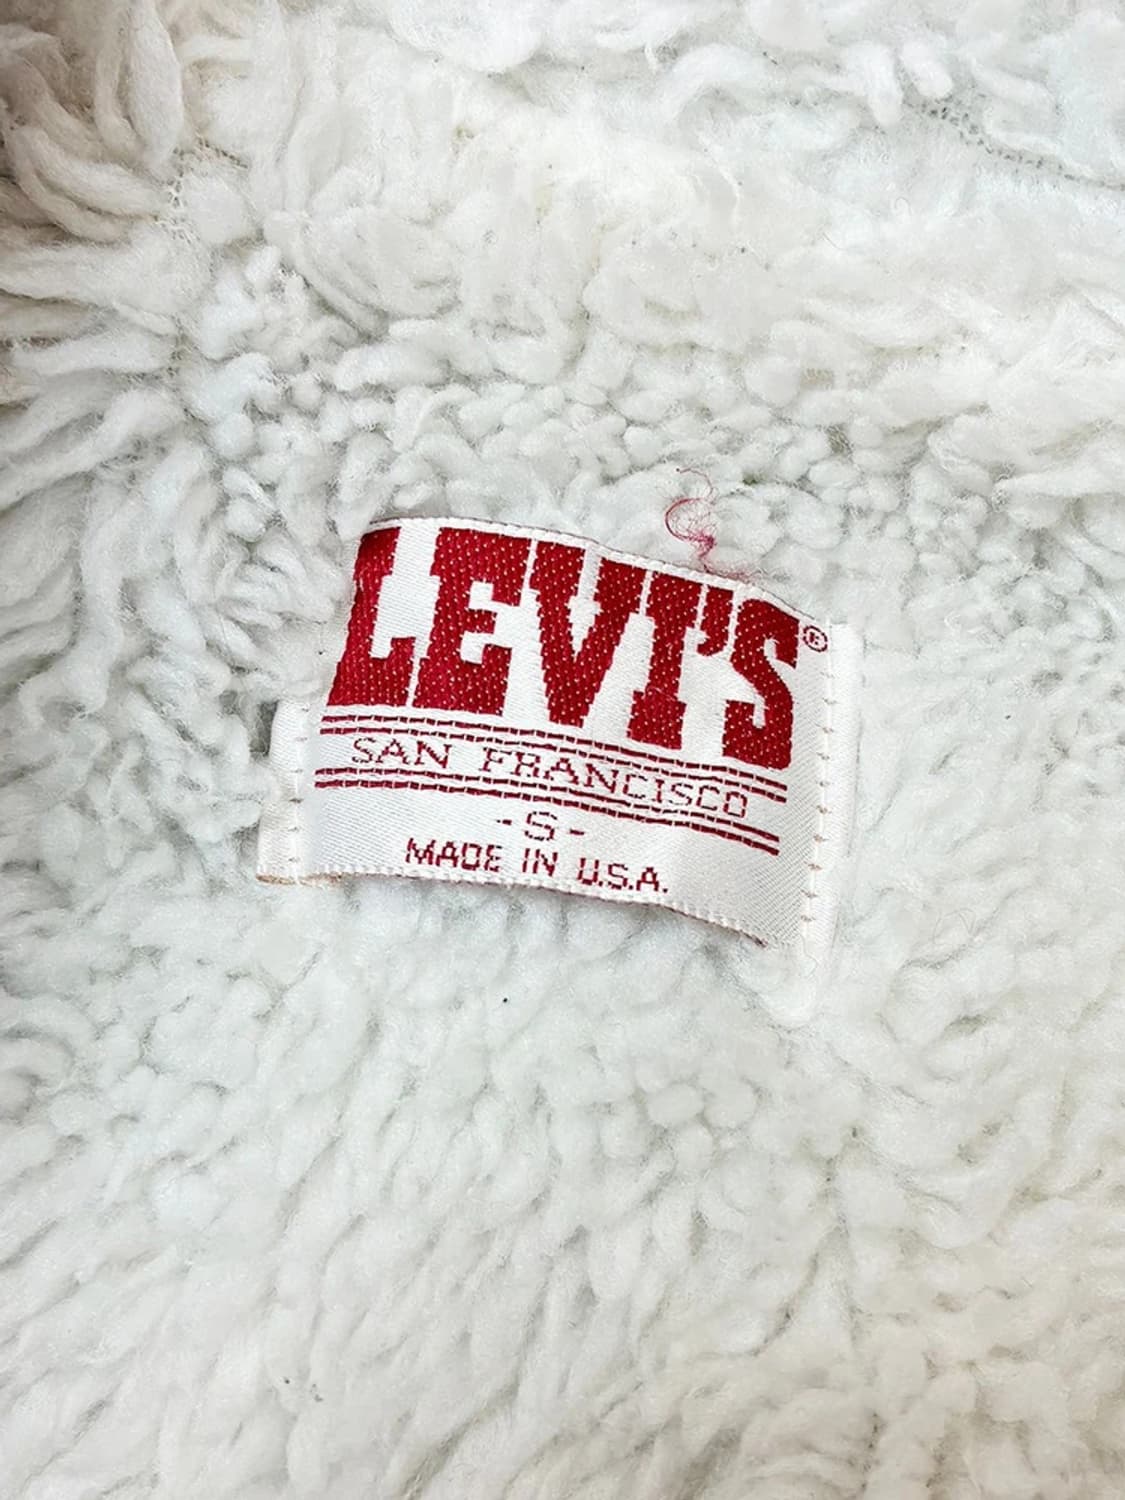 LEVI'S®
SAN FRANCISCO
-S-
MADE IN U.S.A.